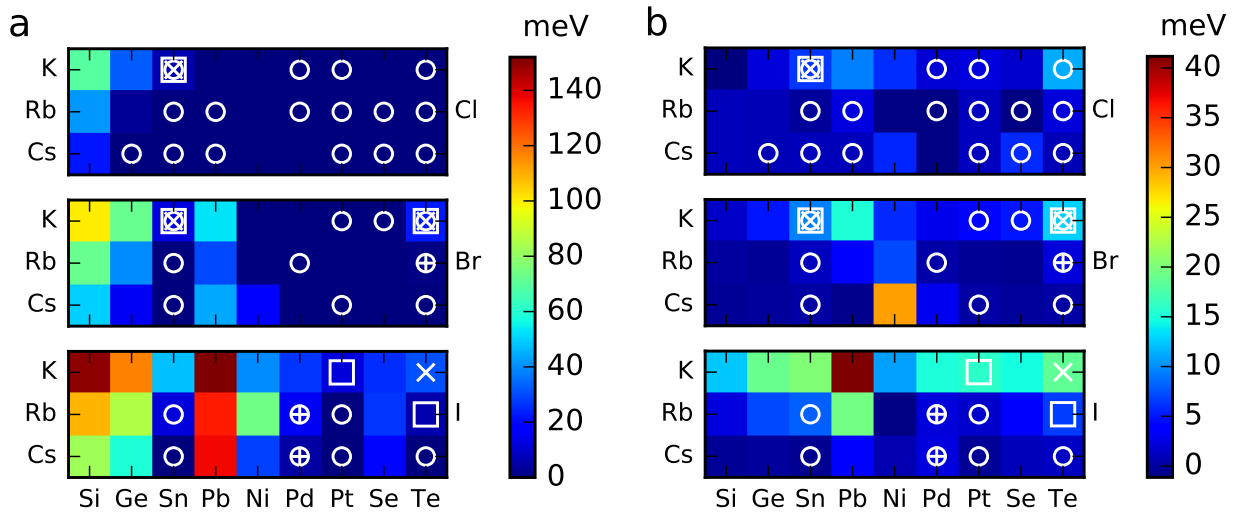 a
meV
K
Rb
Cs
Cl
K
Rb
Cs
Br
K
Rb
Cs
I
Si Ge Sn Pb Ni Pd Pt Se Te
140
120
100
80
60
40
20
0
b
meV
K
Rb
Cs
Cl
K
Rb
Cs
Br
K
Rb
Cs
I
Si Ge Sn Pb Ni Pd Pt Se Te
40
35
30
25
20
15
10
5
0